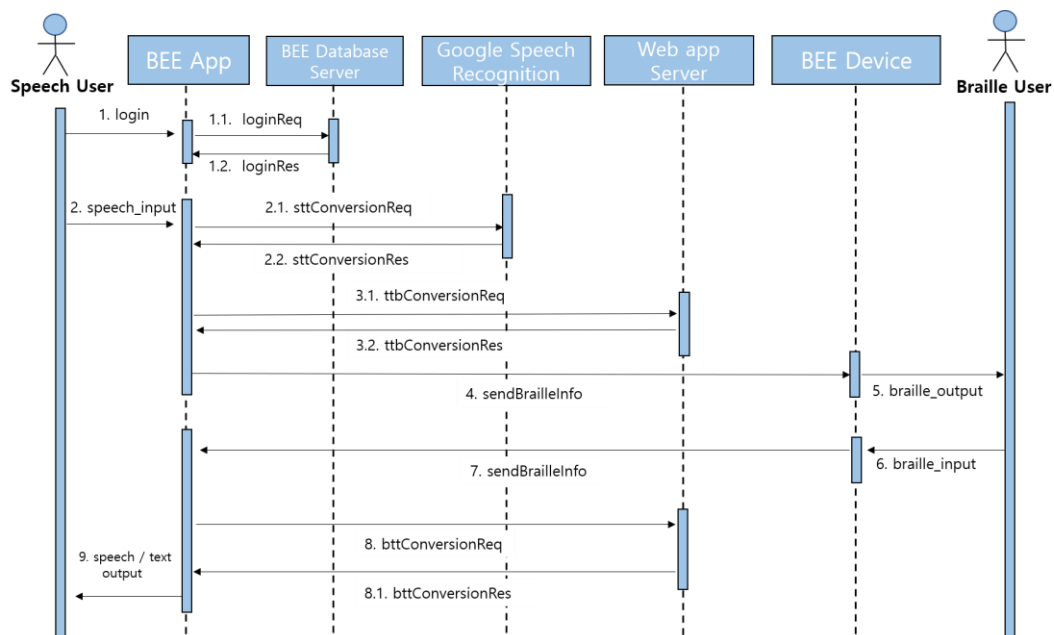 BEE App
BEE Database
Server
Google Speech
Recognition
Web app
Server
BEE Device
Speech User
Braille User
1. login
1.1. loginReq
1.2. loginRes
2. speech_input
2.1. sttConversionReq
2.2. sttConversionRes
3.1. ttbConversionReq
3.2. ttbConversionRes
4. sendBrailleInfo
5. braille_output
6. braille_input
7. sendBrailleInfo
8. bttConversionReq
9. speech / text
output
8.1. bttConversionRes